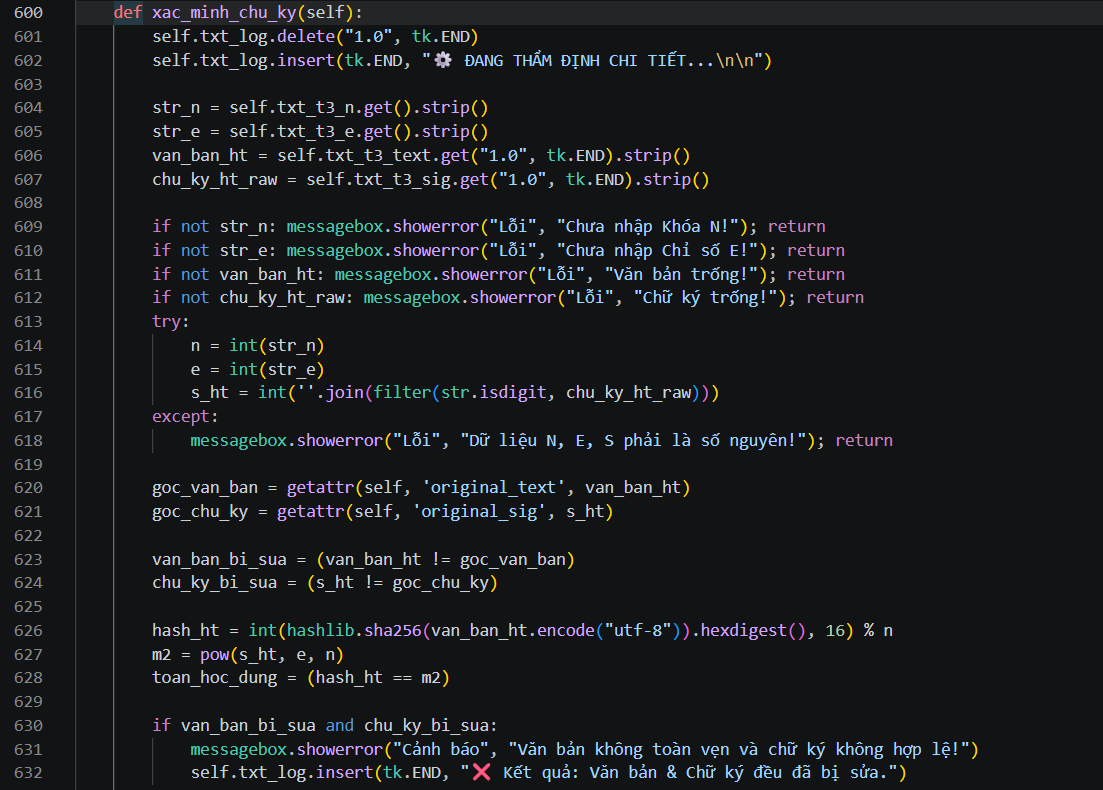 600 def xac_minh_chu_ky(self):
601 self.txt_log.delete("1.0", tk.END)
602 self.txt_log.insert(tk.END, "⚙️ ĐANG THẨM ĐỊNH CHI TIẾT...\n\n")
603
604 str_n = self.txt_t3_n.get().strip()
605 str_e = self.txt_t3_e.get().strip()
606 van_ban_ht = self.txt_t3_text.get("1.0", tk.END).strip()
607 chu_ky_ht_raw = self.txt_t3_sig.get("1.0", tk.END).strip()
608
609 if not str_n: messagebox.showerror("Lỗi", "Chưa nhập Khóa N!"); return
610 if not str_e: messagebox.showerror("Lỗi", "Chưa nhập Chỉ số E!"); return
611 if not van_ban_ht: messagebox.showerror("Lỗi", "Văn bản trống!"); return
612 if not chu_ky_ht_raw: messagebox.showerror("Lỗi", "Chữ ký trống!"); return
613 try:
614 n = int(str_n)
615 e = int(str_e)
616 s_ht = int(''.join(filter(str.isdigit, chu_ky_ht_raw)))
617 except:
618 messagebox.showerror("Lỗi", "Dữ liệu N, E, S phải là số nguyên!"); return
619
620 goc_van_ban = getattr(self, 'original_text', van_ban_ht)
621 goc_chu_ky = getattr(self, 'original_sig', s_ht)
622
623 van_ban_bi_sua = (van_ban_ht != goc_van_ban)
624 chu_ky_bi_sua = (s_ht != goc_chu_ky)
625
626 hash_ht = int(hashlib.sha256(van_ban_ht.encode("utf-8")).hexdigest(), 16) % n
627 m2 = pow(s_ht, e, n)
628 toan_hoc_dung = (hash_ht == m2)
629
630 if van_ban_bi_sua and chu_ky_bi_sua:
631 messagebox.showerror("Cảnh báo", "Văn bản không toàn vẹn và chữ ký không hợp lệ!")
632 self.txt_log.insert(tk.END, "❌ Kết quả: Văn bản & Chữ ký đều đã bị sửa.")